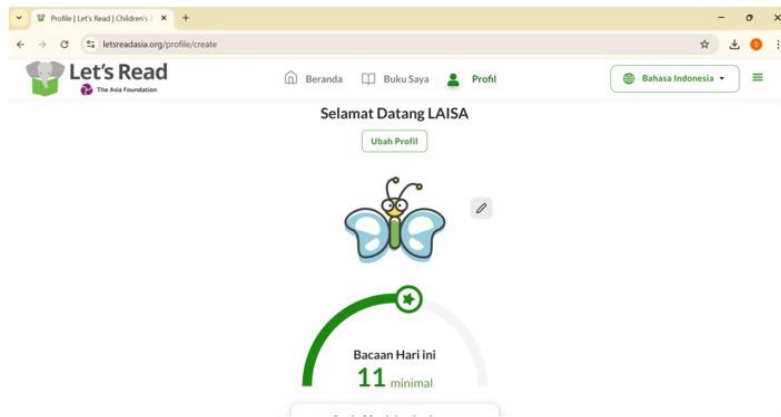 Profile | Let's Read | Children's
letsreadasia.org/profile/create
Let's Read
The Asia Foundation
Beranda
Buku Saya
Profil
Bahasa Indonesia
Selamat Datang LAISA
Ubah Profil
Bacaan Hari ini
11 minimal